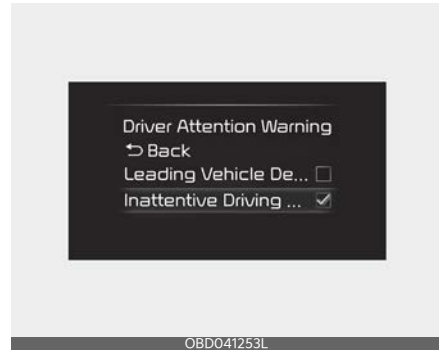 Driver Attention Warning
Back
Leading Vehicle De...
Inattentive Driving ...
OBD041253L